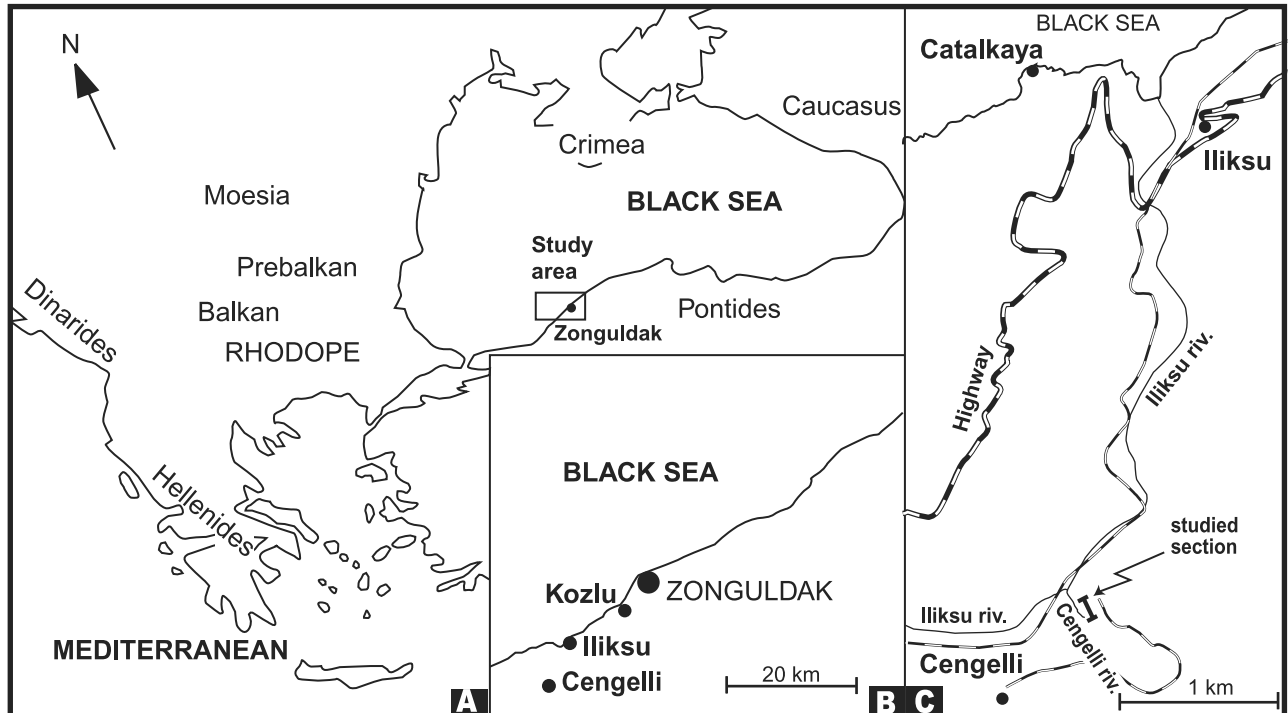 N
Caucasus
Crimea
Moesia
BLACK SEA
Study
area
Prebalkan
Dinarides
Balkan
Pontides
Zonguldak
RHODOPE
Hellenides
MEDITERRANEAN
A
BLACK SEA
Kozlu
ZONGULDAK
Iliksu
Cengelli
20 km
B
BLACK SEA
Catalkaya
Iliksu
Highway
Iliksu riv.
studied
section
Iliksu riv.
Cengelli riv.
Cengelli
1 km
C